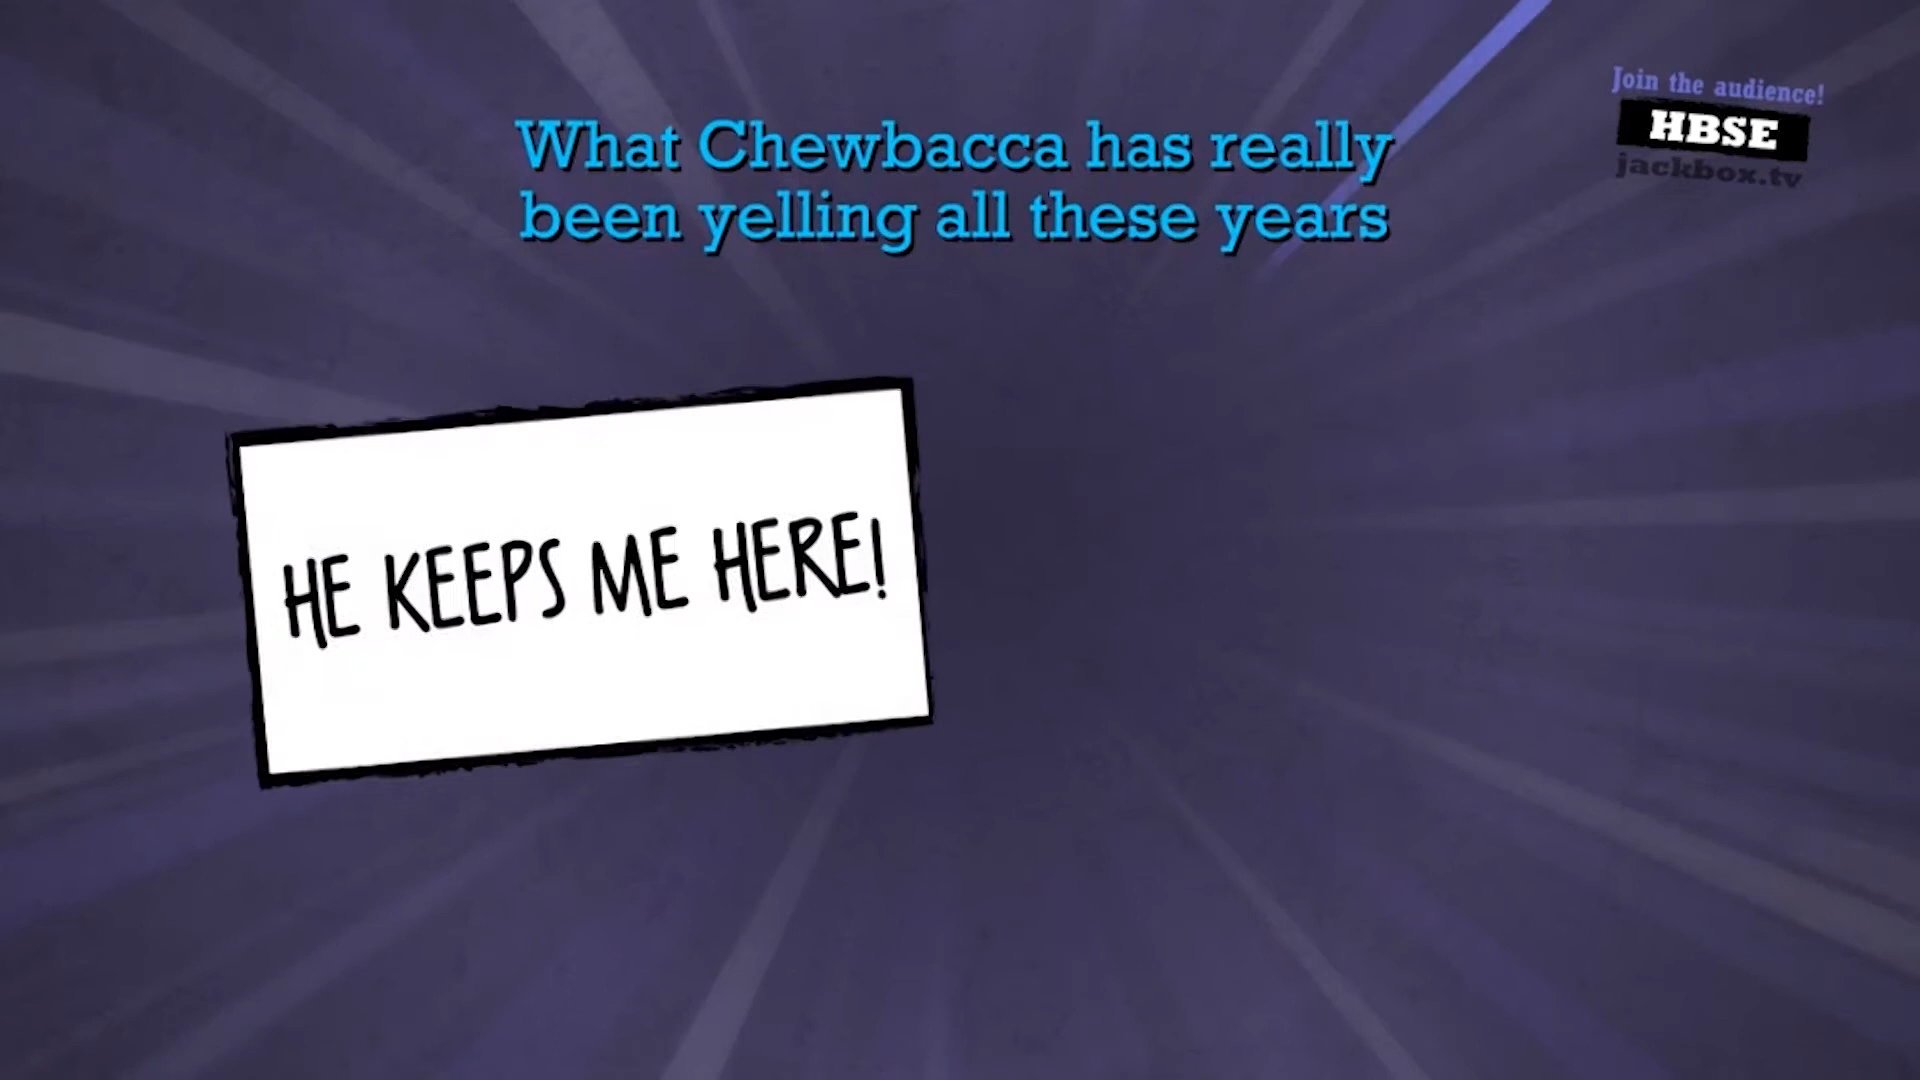 What Chewbacca has really
been yelling all these years
Join the audience!
HBSE
jackbox.tv
HE KEEPS ME HERE!